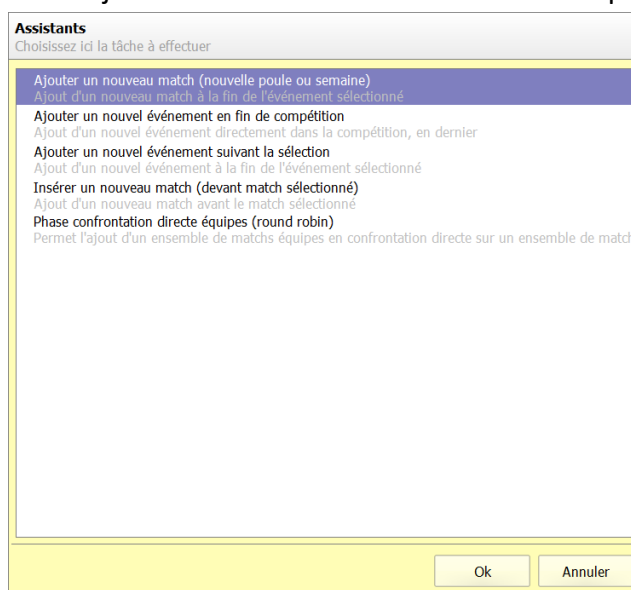 Assistants
Choisissez ici la tâche à effectuer
Ajouter un nouveau match (nouvelle poule ou semaine)
Ajout d'un nouveau match à la fin de l'événement sélectionné
Ajouter un nouvel événement en fin de compétition
Ajout d'un nouvel événement directement dans la compétition, en dernier
Ajouter un nouvel événement suivant la sélection
Ajout d'un nouvel événement à la fin de l'événement sélectionné
Insérer un nouveau match (devant match sélectionné)
Ajout d'un nouveau match avant le match sélectionné
Phase confrontation directe équipes (round robin)
Permet l'ajout d'un ensemble de matchs équipes en confrontation directe sur un ensemble de match
Ok Annuler